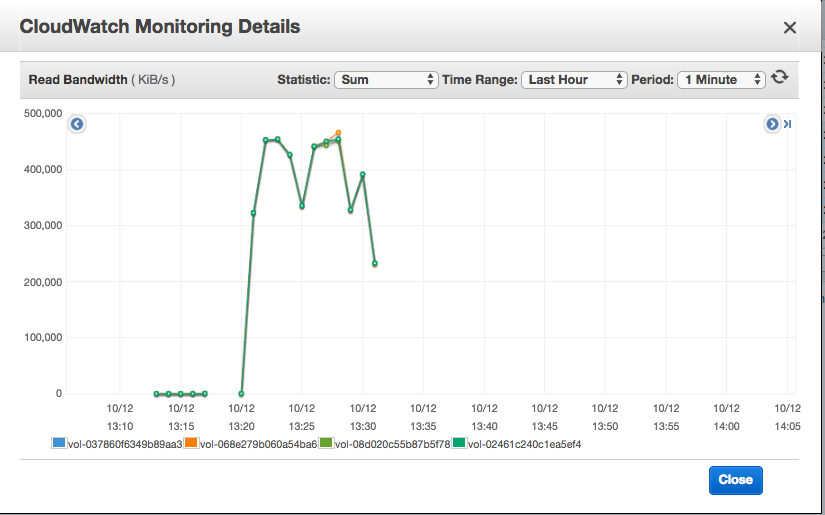 CloudWatch Monitoring Details
Read Bandwidth ( KiB/s ) Statistic: Sum Time Range: Last Hour Period: 1 Minute
500,000
400,000
300,000
200,000
100,000
0
10/12 10/12 10/12 10/12 10/12 10/12 10/12 10/12 10/12 10/12 10/12 10/12
13:10 13:15 13:20 13:25 13:30 13:35 13:40 13:45 13:50 13:55 14:00 14:05
vol-037860f6349b89aa3 vol-068e279b060a54ba6 vol-08d020c55b87b5f78 vol-02461c240c1ea5ef4
Close